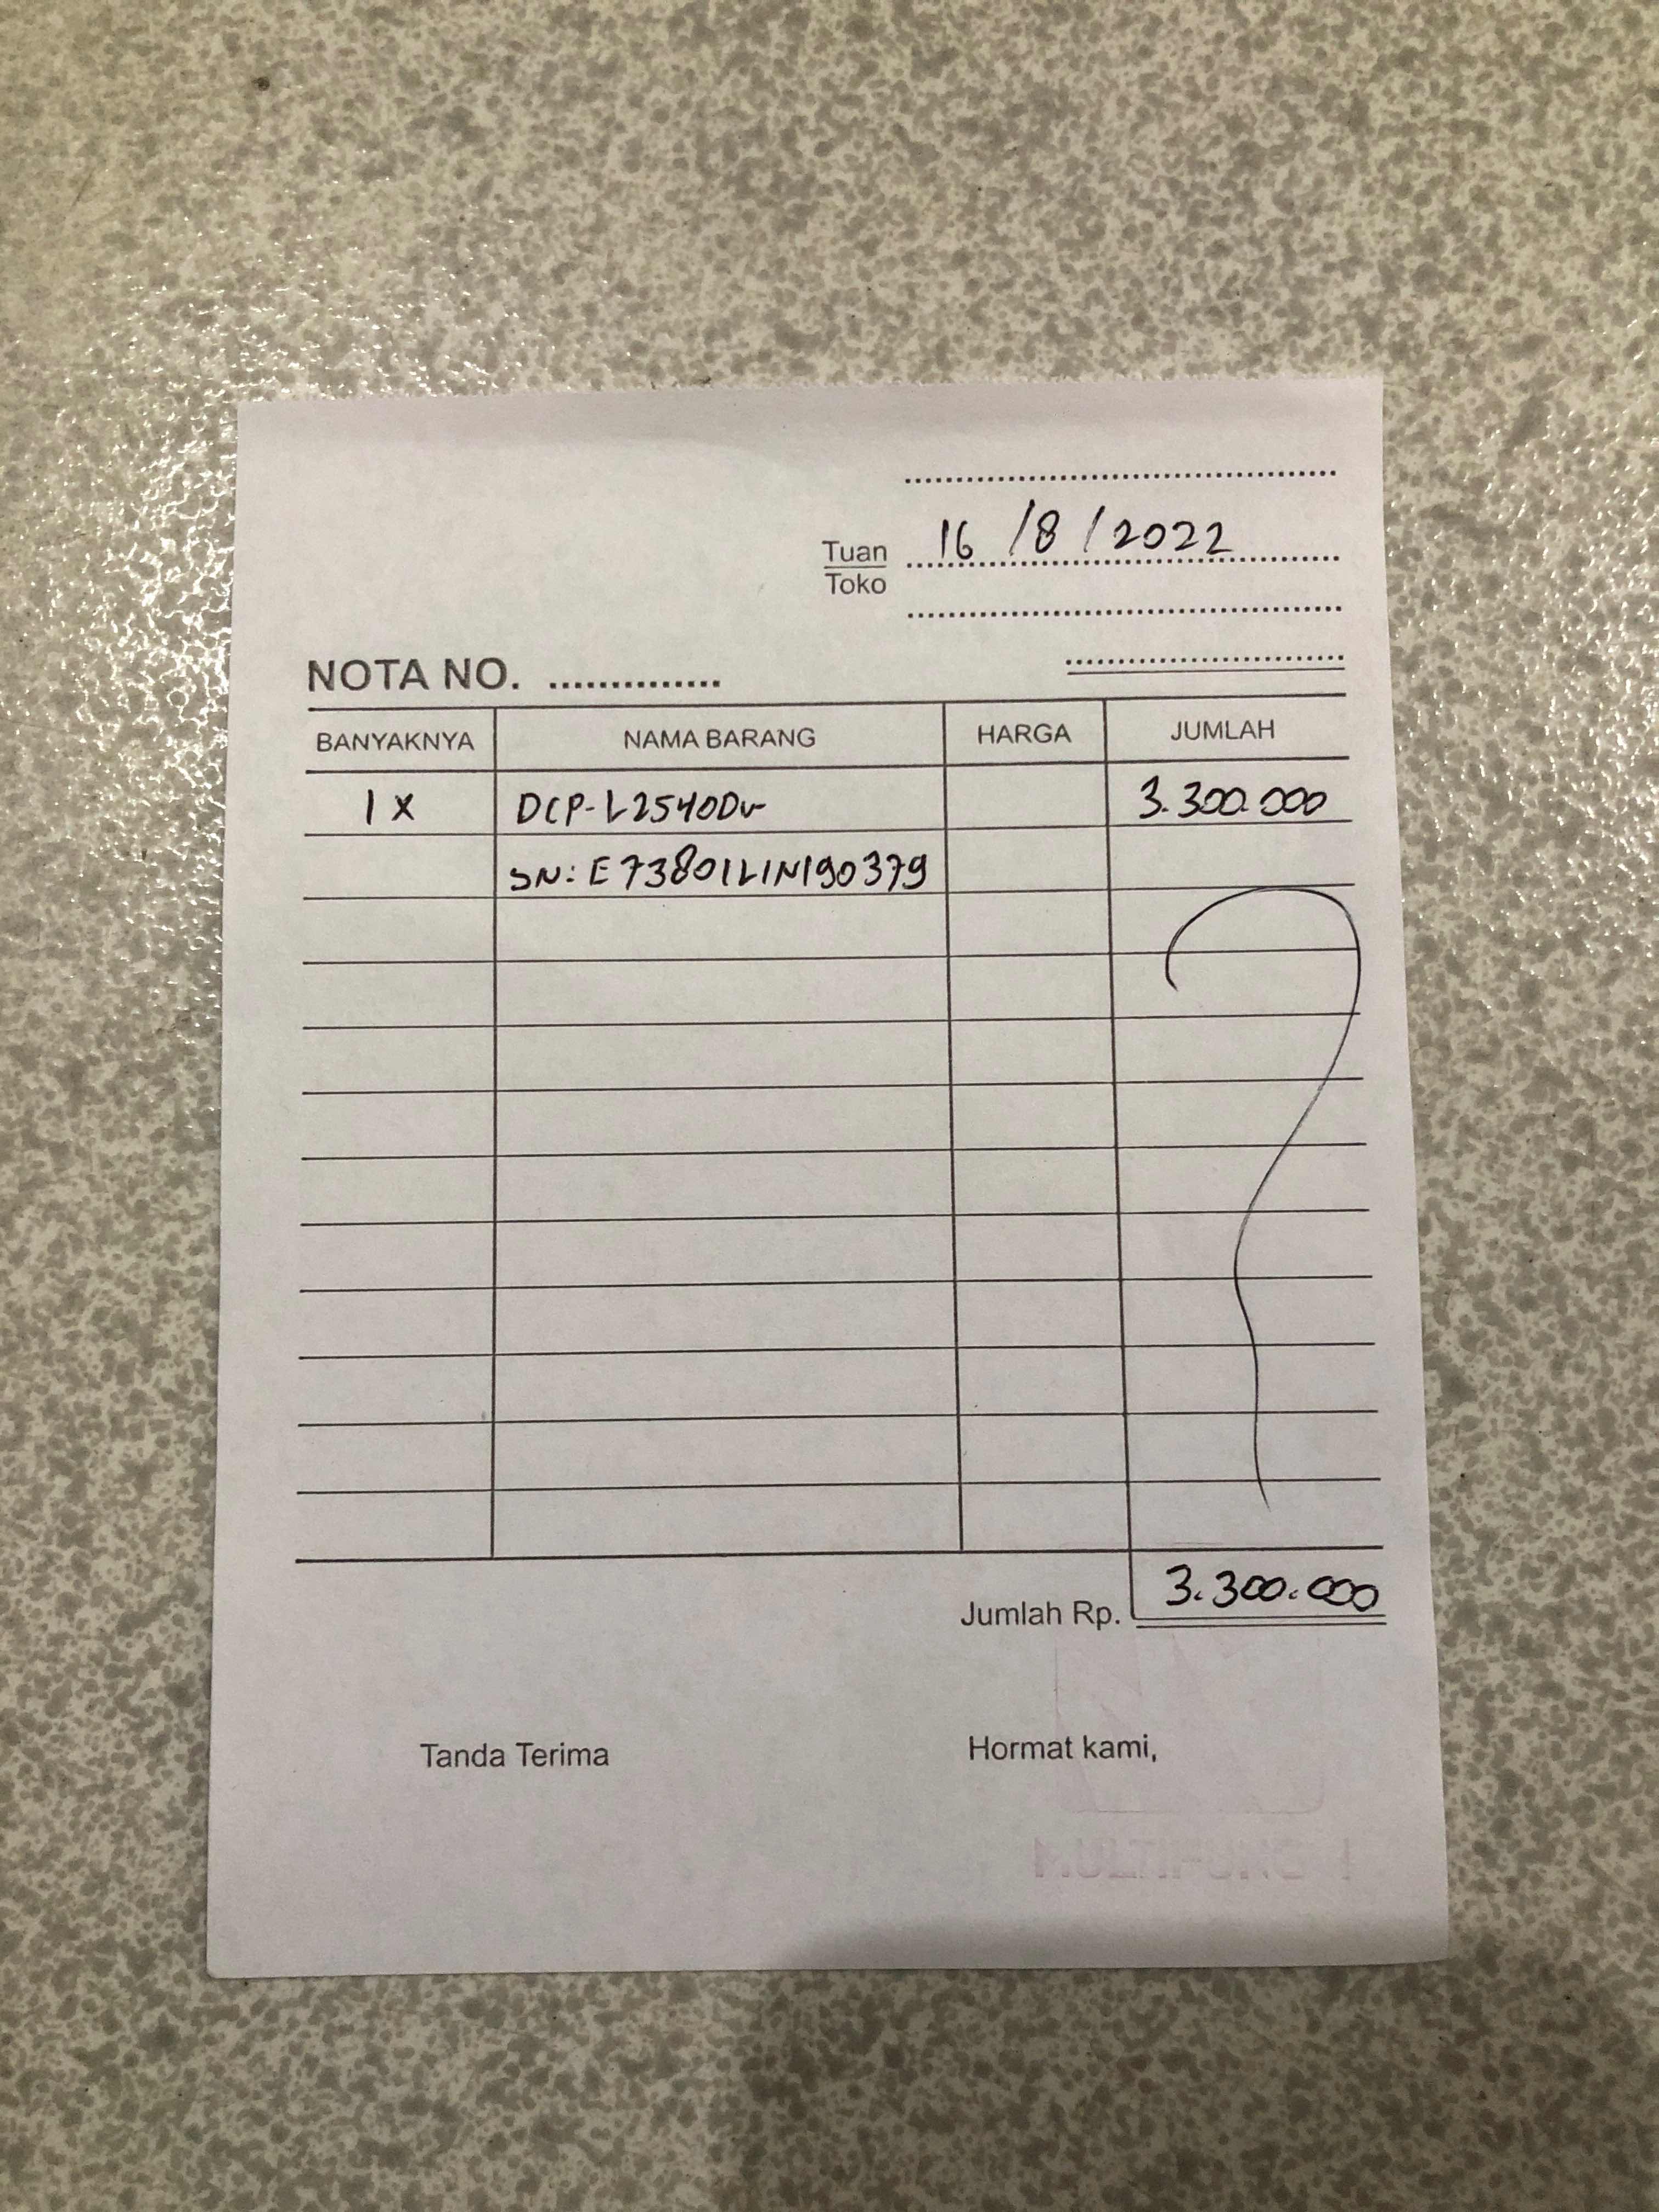 16/8/2022
Tuan
Toko
NOTA NO. ..............
BANYAKNYA NAMA BARANG HARGA JUMLAH
1x DCP-L2540Dw 3.300.000
SN: E73801L1N190379
Jumlah Rp. 3.300.000
Tanda Terima Hormat kami,